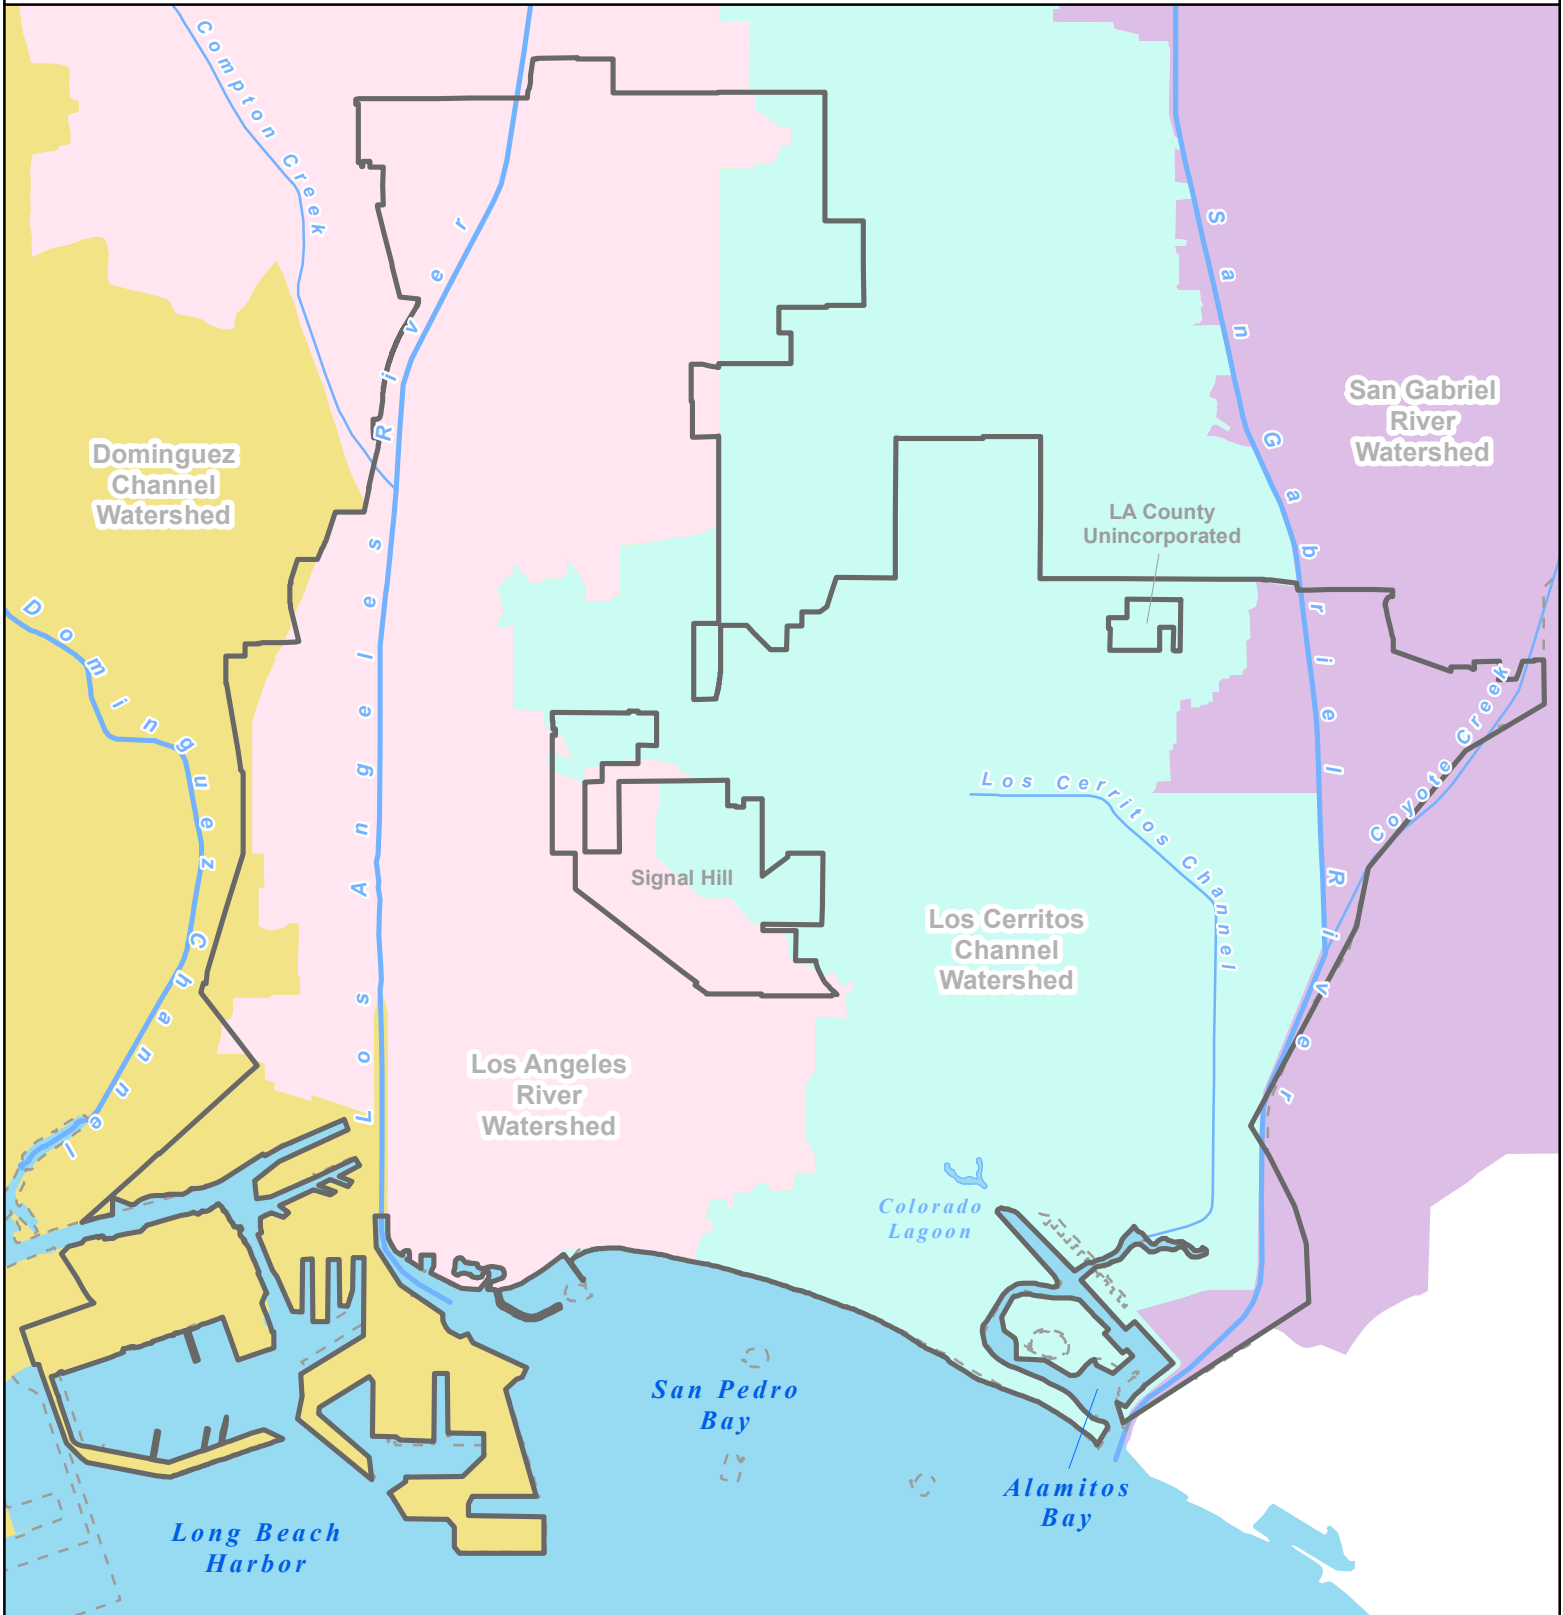 Compton Creek
Los Angeles River
San Gabriel River
San Gabriel
River
Watershed
Dominguez
Channel
Watershed
LA County
Unincorporated
Dominguez Channel
Coyote Creek
Los Cerritos Channel
Signal Hill
Los Cerritos
Channel
Watershed
Los Angeles
River
Watershed
Colorado
Lagoon
San Pedro
Bay
Alamitos
Bay
Long Beach
Harbor